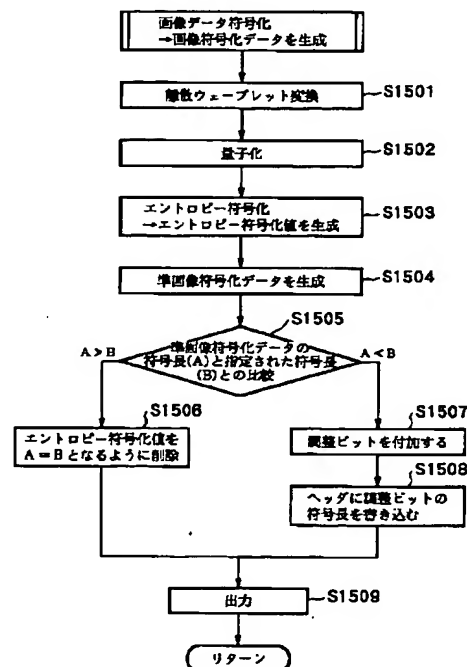 画像データ符号化
→画像符号化データを生成
離散ウェーブレット変換
S1501
量子化
S1502
エントロピー符号化
→エントロピー符号化値を生成
S1503
準画像符号化データを生成
S1504
S1505
A>B
準画像符号化データの
符号長(A)と指定された符号長
(B)との比較
A<B
S1506
エントロピー符号化値を
A=Bとなるように削除
S1507
調整ビットを付加する
S1508
ヘッダに調整ビットの
符号長を書き込む
出力
S1509
リターン